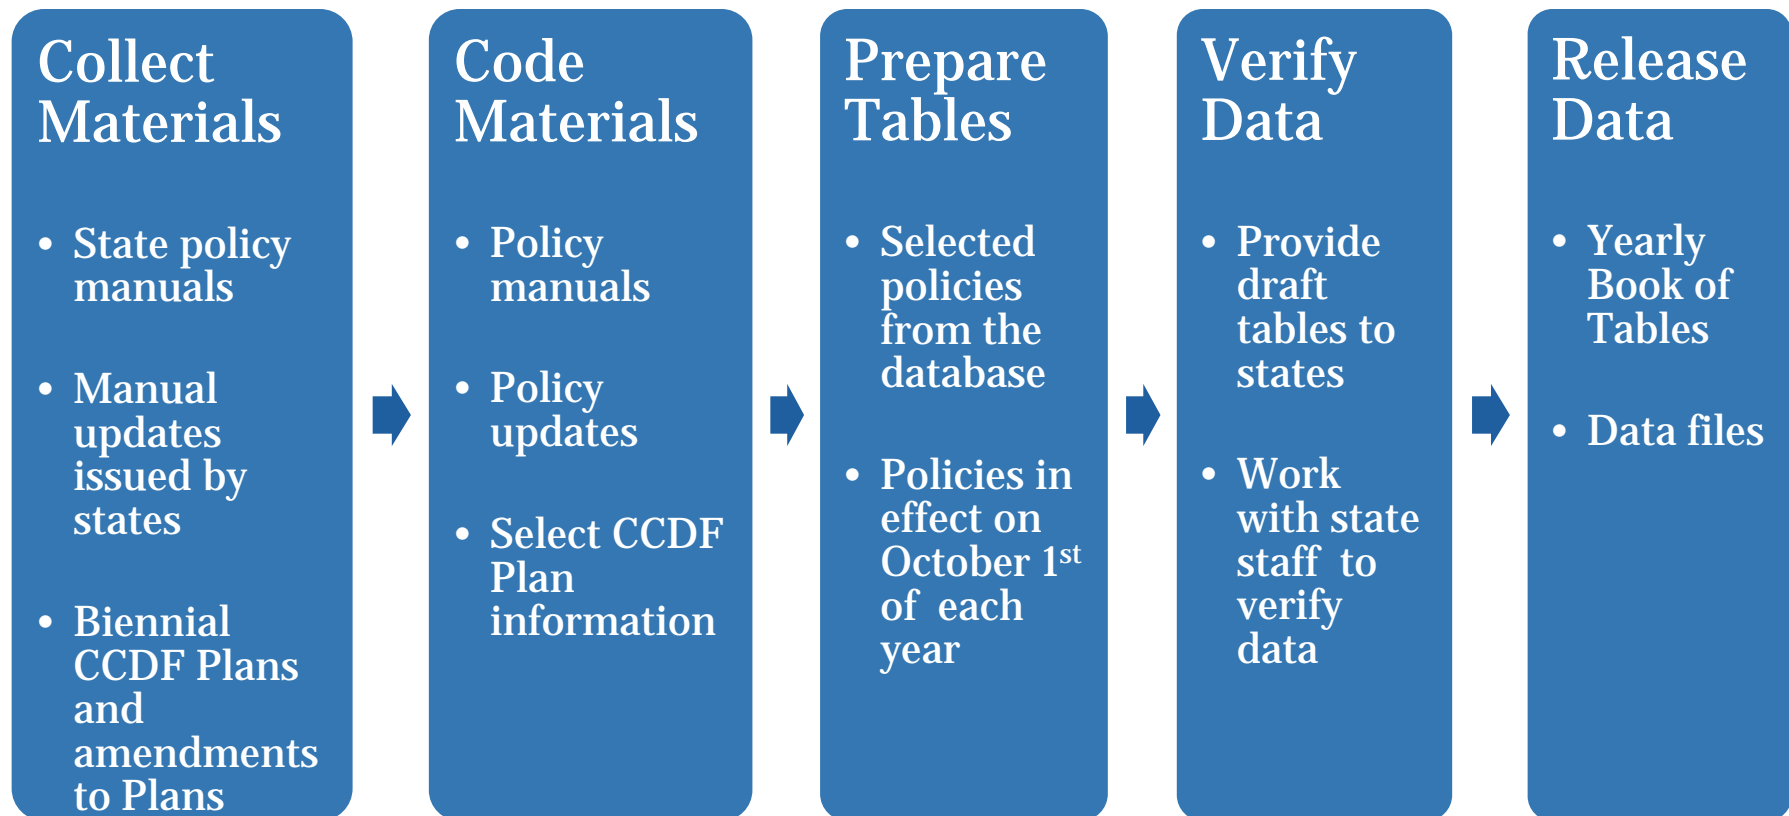 Collect
Materials
• State policy
manuals
• Manual
updates
issued by
states
• Biennial
CCDF Plans
and
amendments
to Plans
Code
Materials
• Policy
manuals
• Policy
updates
• Select CCDF
Plan
information
Prepare
Tables
• Selected
policies
from the
database
• Policies in
effect on
October 1st
of each
year
Verify
Data
• Provide
draft
tables to
states
• Work
with state
staff to
verify
data
Release
Data
• Yearly
Book of
Tables
• Data files